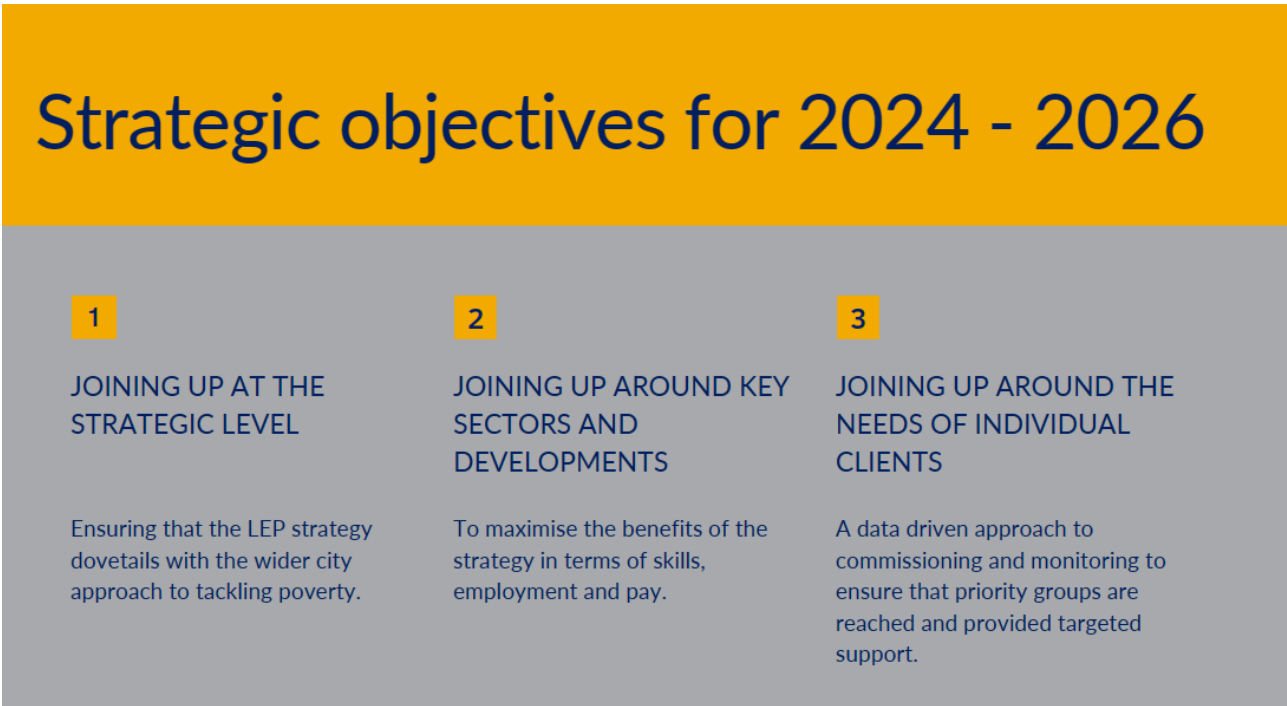 Strategic objectives for 2024 - 2026
1
JOINING UP AT THE
STRATEGIC LEVEL
Ensuring that the LEP strategy
dovetails with the wider city
approach to tackling poverty.
2
JOINING UP AROUND KEY
SECTORS AND
DEVELOPMENTS
To maximise the benefits of the
strategy in terms of skills,
employment and pay.
3
JOINING UP AROUND THE
NEEDS OF INDIVIDUAL
CLIENTS
A data driven approach to
commissioning and monitoring to
ensure that priority groups are
reached and provided targeted
support.